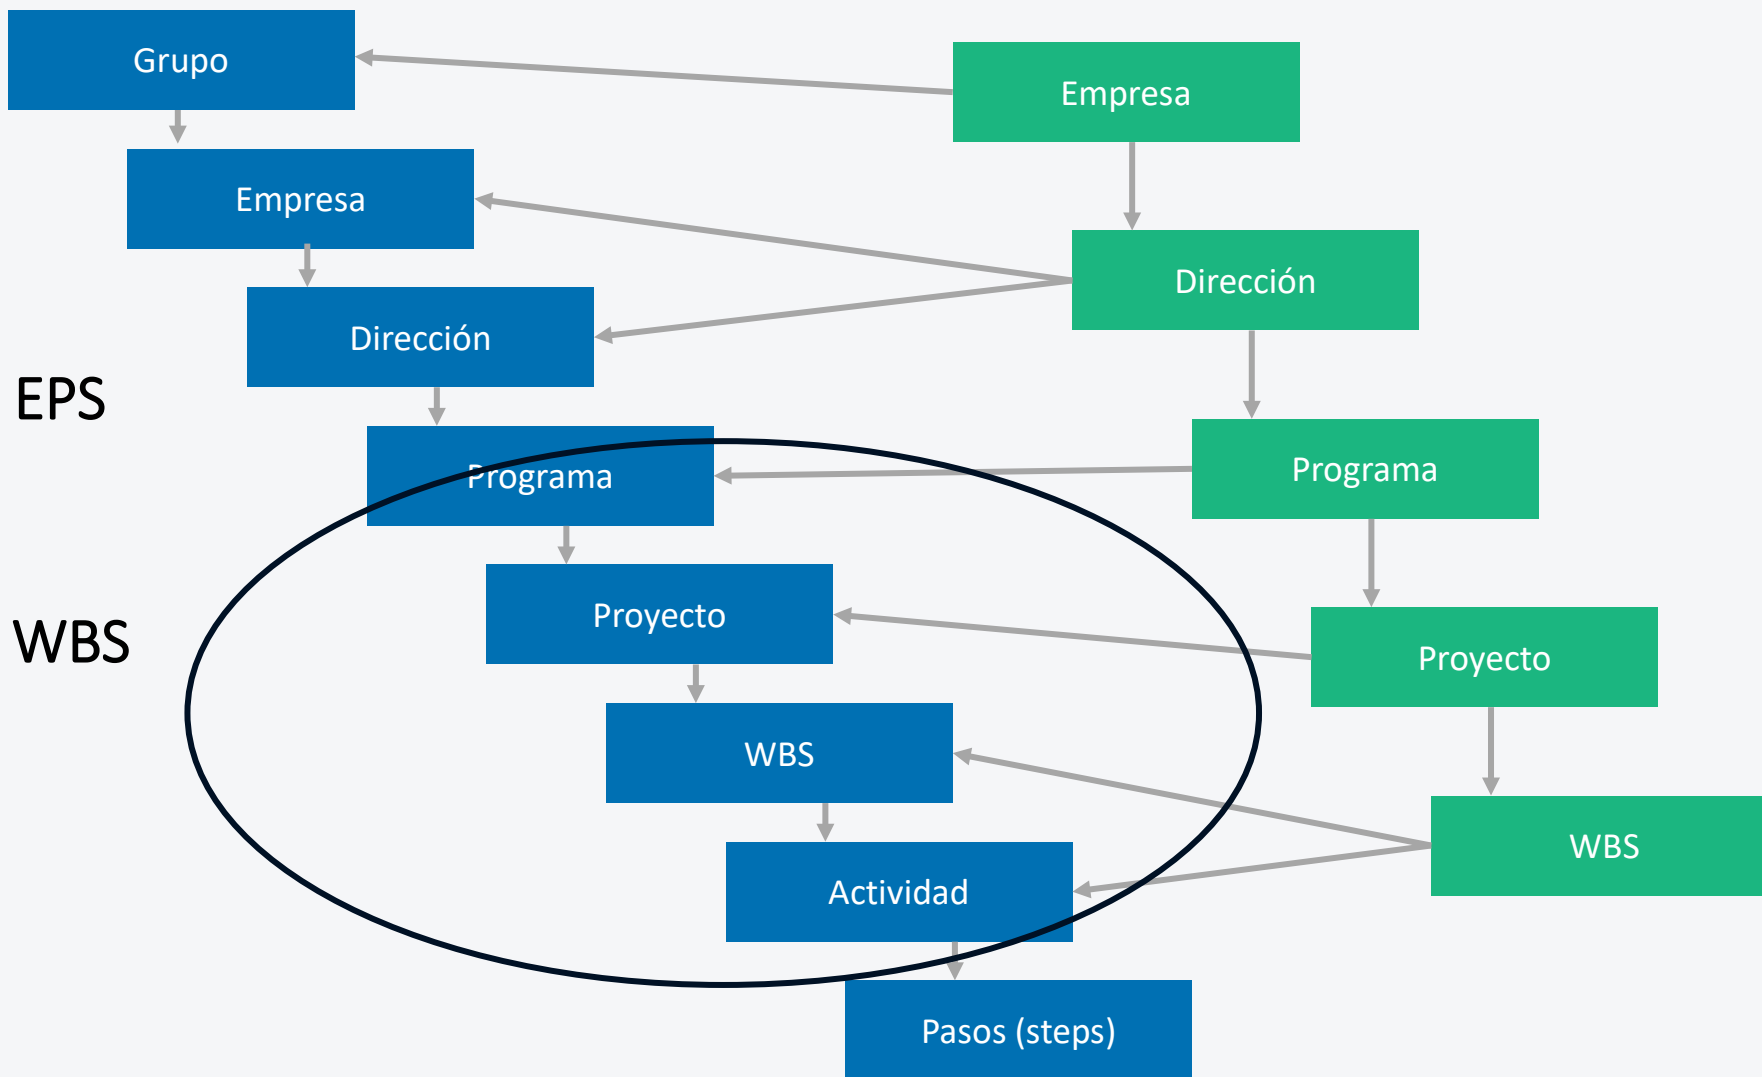 Grupo
Empresa
Empresa
Dirección
Dirección
EPS
Programa
Programa
Proyecto
WBS
Proyecto
WBS
WBS
Actividad
Pasos (steps)